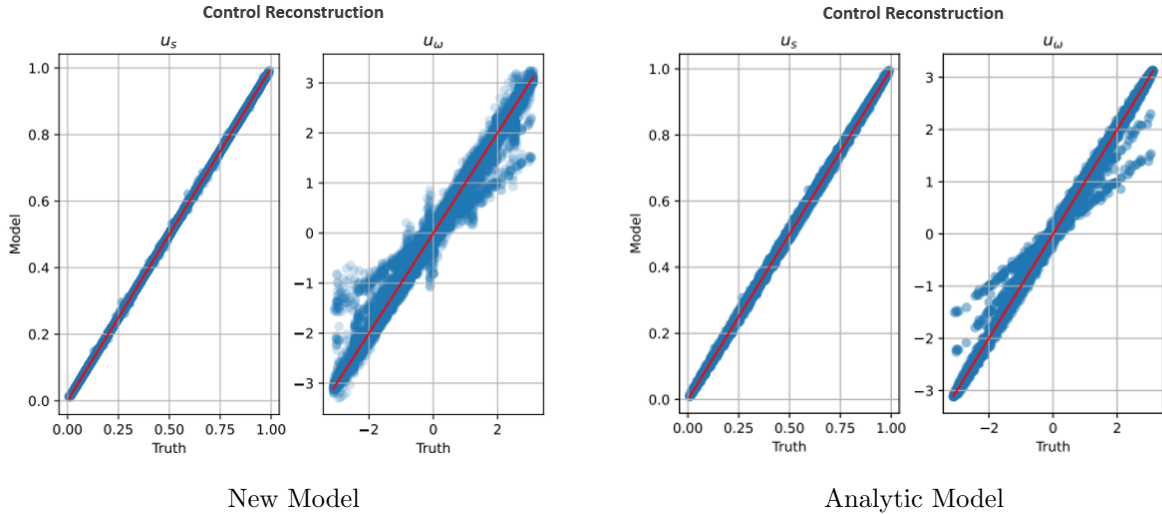 Control Reconstruction
u_s
u_ω
Model
1.0
0.8
0.6
0.4
0.2
0.0
3
2
1
0
−1
−2
−3
0.00 0.25 0.50 0.75 1.00
−2 0 2
Truth
Truth
New Model
Control Reconstruction
u_s
u_ω
Model
1.0
0.8
0.6
0.4
0.2
0.0
3
2
1
0
−1
−2
−3
0.00 0.25 0.50 0.75 1.00
−2 0 2
Truth
Truth
Analytic Model